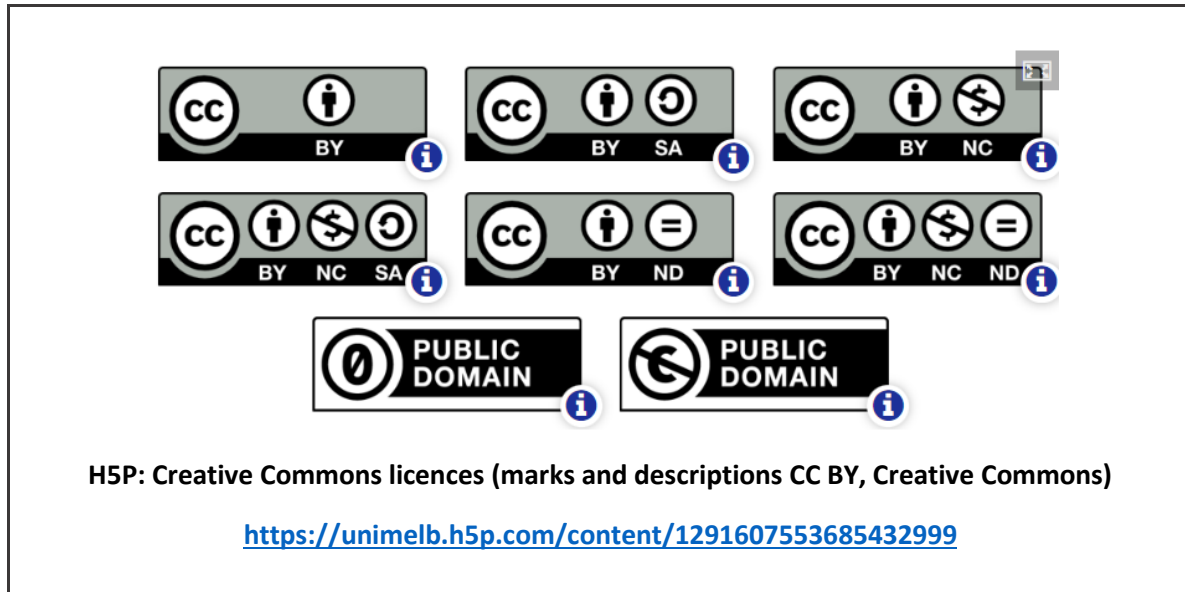 CC BY
CC BY SA
CC BY NC
CC BY NC SA
CC BY ND
CC BY NC ND
0 PUBLIC DOMAIN
C PUBLIC DOMAIN
H5P: Creative Commons licences (marks and descriptions CC BY, Creative Commons)
https://unimelb.h5p.com/content/1291607553685432999